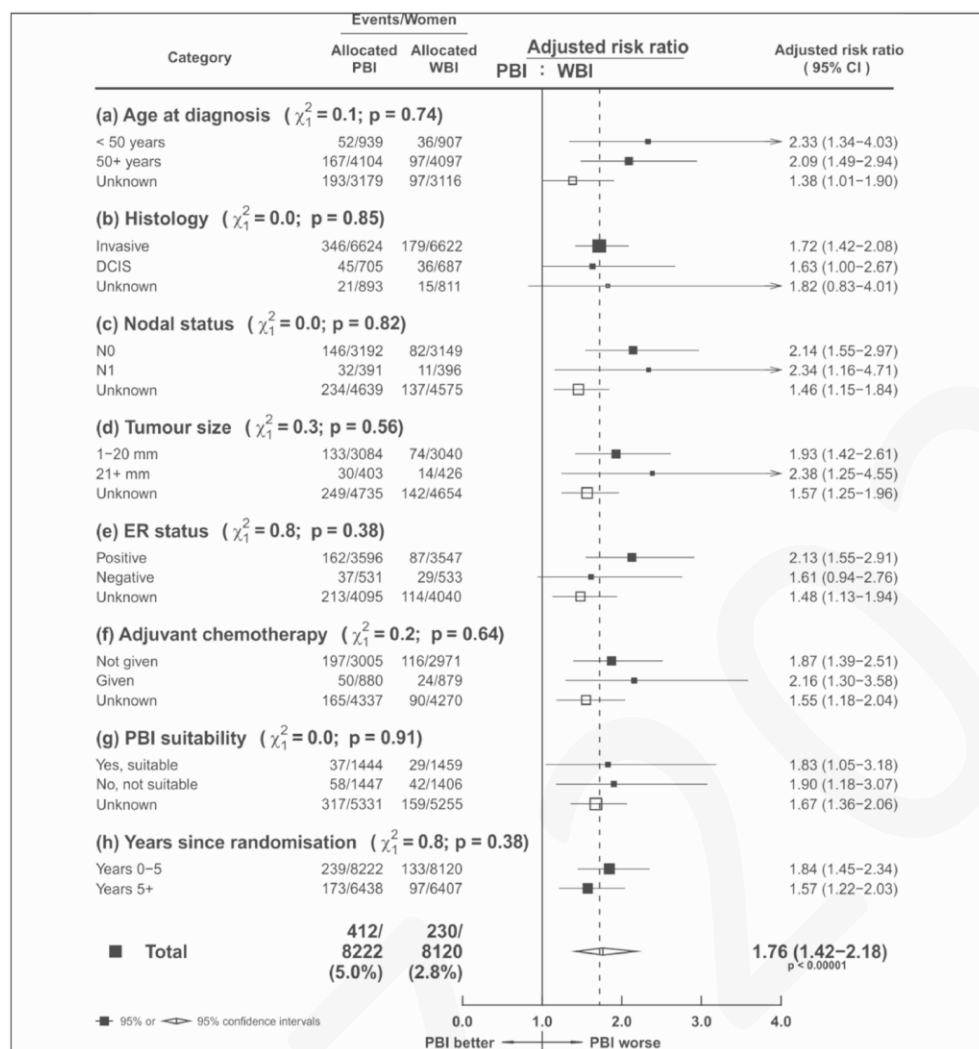 Events/Women
Category Allocated PBI Allocated WBI Adjusted risk ratio PBI : WBI Adjusted risk ratio ( 95% CI )
(a) Age at diagnosis ( χ²₁ = 0.1; p = 0.74)
< 50 years 52/939 36/907 2.33 (1.34−4.03)
50+ years 167/4104 97/4097 2.09 (1.49−2.94)
Unknown 193/3179 97/3116 1.38 (1.01−1.90)
(b) Histology ( χ²₁ = 0.0; p = 0.85)
Invasive 346/6624 179/6622 1.72 (1.42−2.08)
DCIS 45/705 36/687 1.63 (1.00−2.67)
Unknown 21/893 15/811 1.82 (0.83−4.01)
(c) Nodal status ( χ²₁ = 0.0; p = 0.82)
N0 146/3192 82/3149 2.14 (1.55−2.97)
N1 32/391 11/396 2.34 (1.16−4.71)
Unknown 234/4639 137/4575 1.46 (1.15−1.84)
(d) Tumour size ( χ²₁ = 0.3; p = 0.56)
1−20 mm 133/3084 74/3040 1.93 (1.42−2.61)
21+ mm 30/403 14/426 2.38 (1.25−4.55)
Unknown 249/4735 142/4654 1.57 (1.25−1.96)
(e) ER status ( χ²₁ = 0.8; p = 0.38)
Positive 162/3596 87/3547 2.13 (1.55−2.91)
Negative 37/531 29/533 1.61 (0.94−2.76)
Unknown 213/4095 114/4040 1.48 (1.13−1.94)
(f) Adjuvant chemotherapy ( χ²₁ = 0.2; p = 0.64)
Not given 197/3005 116/2971 1.87 (1.39−2.51)
Given 50/880 24/879 2.16 (1.30−3.58)
Unknown 165/4337 90/4270 1.55 (1.18−2.04)
(g) PBI suitability ( χ²₁ = 0.0; p = 0.91)
Yes, suitable 37/1444 29/1459 1.83 (1.05−3.18)
No, not suitable 58/1447 42/1406 1.90 (1.18−3.07)
Unknown 317/5331 159/5255 1.67 (1.36−2.06)
(h) Years since randomisation ( χ²₁ = 0.8; p = 0.38)
Years 0−5 239/8222 133/8120 1.84 (1.45−2.34)
Years 5+ 173/6438 97/6407 1.57 (1.22−2.03)
412/ 230/
Total 8222 8120 1.76 (1.42−2.18)
(5.0%) (2.8%) p < 0.00001
95% or 95% confidence intervals
0.0 1.0 2.0 3.0 4.0
PBI better PBI worse